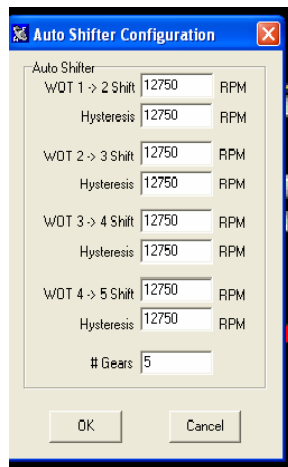 Auto Shifter Configuration
Auto Shifter
WOT 1 -> 2 Shift 12750 RPM
Hysteresis 12750 RPM
WOT 2 -> 3 Shift 12750 RPM
Hysteresis 12750 RPM
WOT 3 -> 4 Shift 12750 RPM
Hysteresis 12750 RPM
WOT 4 -> 5 Shift 12750 RPM
Hysteresis 12750 RPM
# Gears 5
OK Cancel